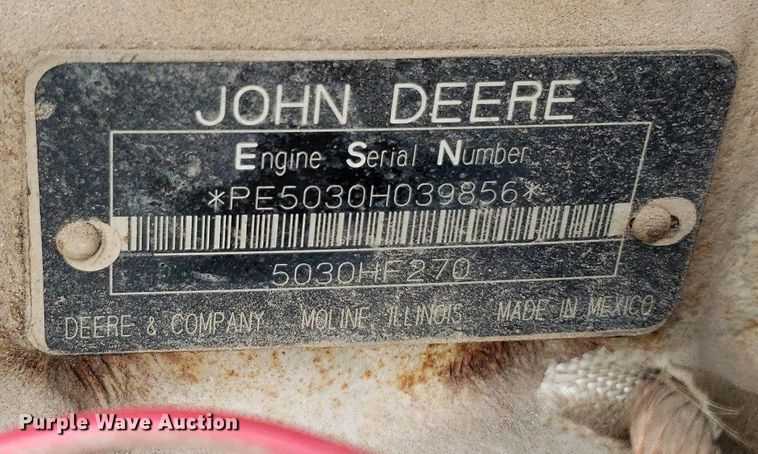 JOHN DEERE
Engine Serial Number
*PE5030H039856*
5030HF270
DEERE & COMPANY MOLINE, ILLINOIS MADE IN MEXICO
Purple Wave Auction